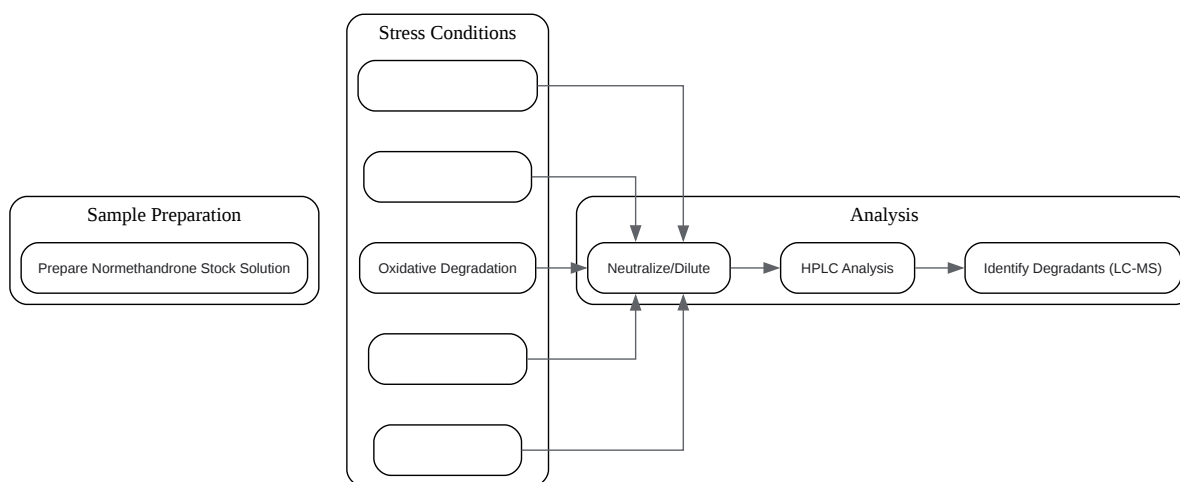 Stress Conditions
Sample Preparation
Prepare Normethandrone Stock Solution
Oxidative Degradation
Analysis
Neutralize/Dilute
HPLC Analysis
Identify Degradants (LC-MS)